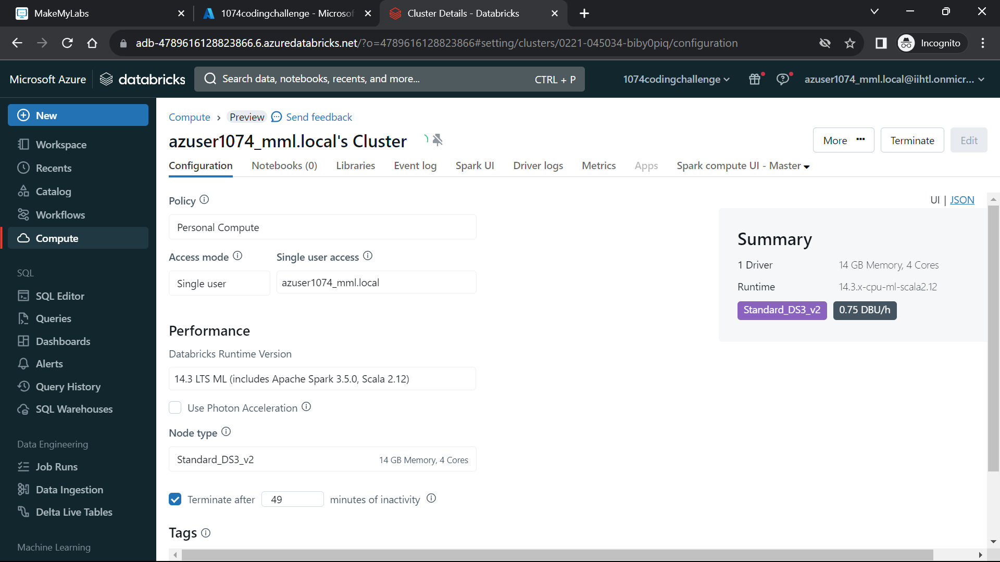 MakeMyLabs
1074codingchallenge - Microsof
Cluster Details - Databricks
adb-4789616128823866.6.azuredatabricks.net/?o=4789616128823866#setting/clusters/0221-045034-biby0piq/configuration
Incognito
Microsoft Azure
databricks
Search data, notebooks, recents, and more...
CTRL + P
1074codingchallenge
azuser1074_mml.local@iihtl.onmicr...
New
Workspace
Recents
Catalog
Workflows
Compute
SQL
SQL Editor
Queries
Dashboards
Alerts
Query History
SQL Warehouses
Data Engineering
Job Runs
Data Ingestion
Delta Live Tables
Machine Learning
Compute › Preview Send feedback
azuser1074_mml.local's Cluster
More ...
Terminate
Edit
Configuration
Notebooks (0)
Libraries
Event log
Spark UI
Driver logs
Metrics
Apps
Spark compute UI - Master
UI | JSON
Policy
Personal Compute
Access mode
Single user access
Single user
azuser1074_mml.local
Performance
Databricks Runtime Version
14.3 LTS ML (includes Apache Spark 3.5.0, Scala 2.12)
Use Photon Acceleration
Node type
Standard_DS3_v2
14 GB Memory, 4 Cores
Terminate after 49 minutes of inactivity
Tags
Summary
1 Driver 14 GB Memory, 4 Cores
Runtime 14.3.x-cpu-ml-scala2.12
Standard_DS3_v2 0.75 DBU/h